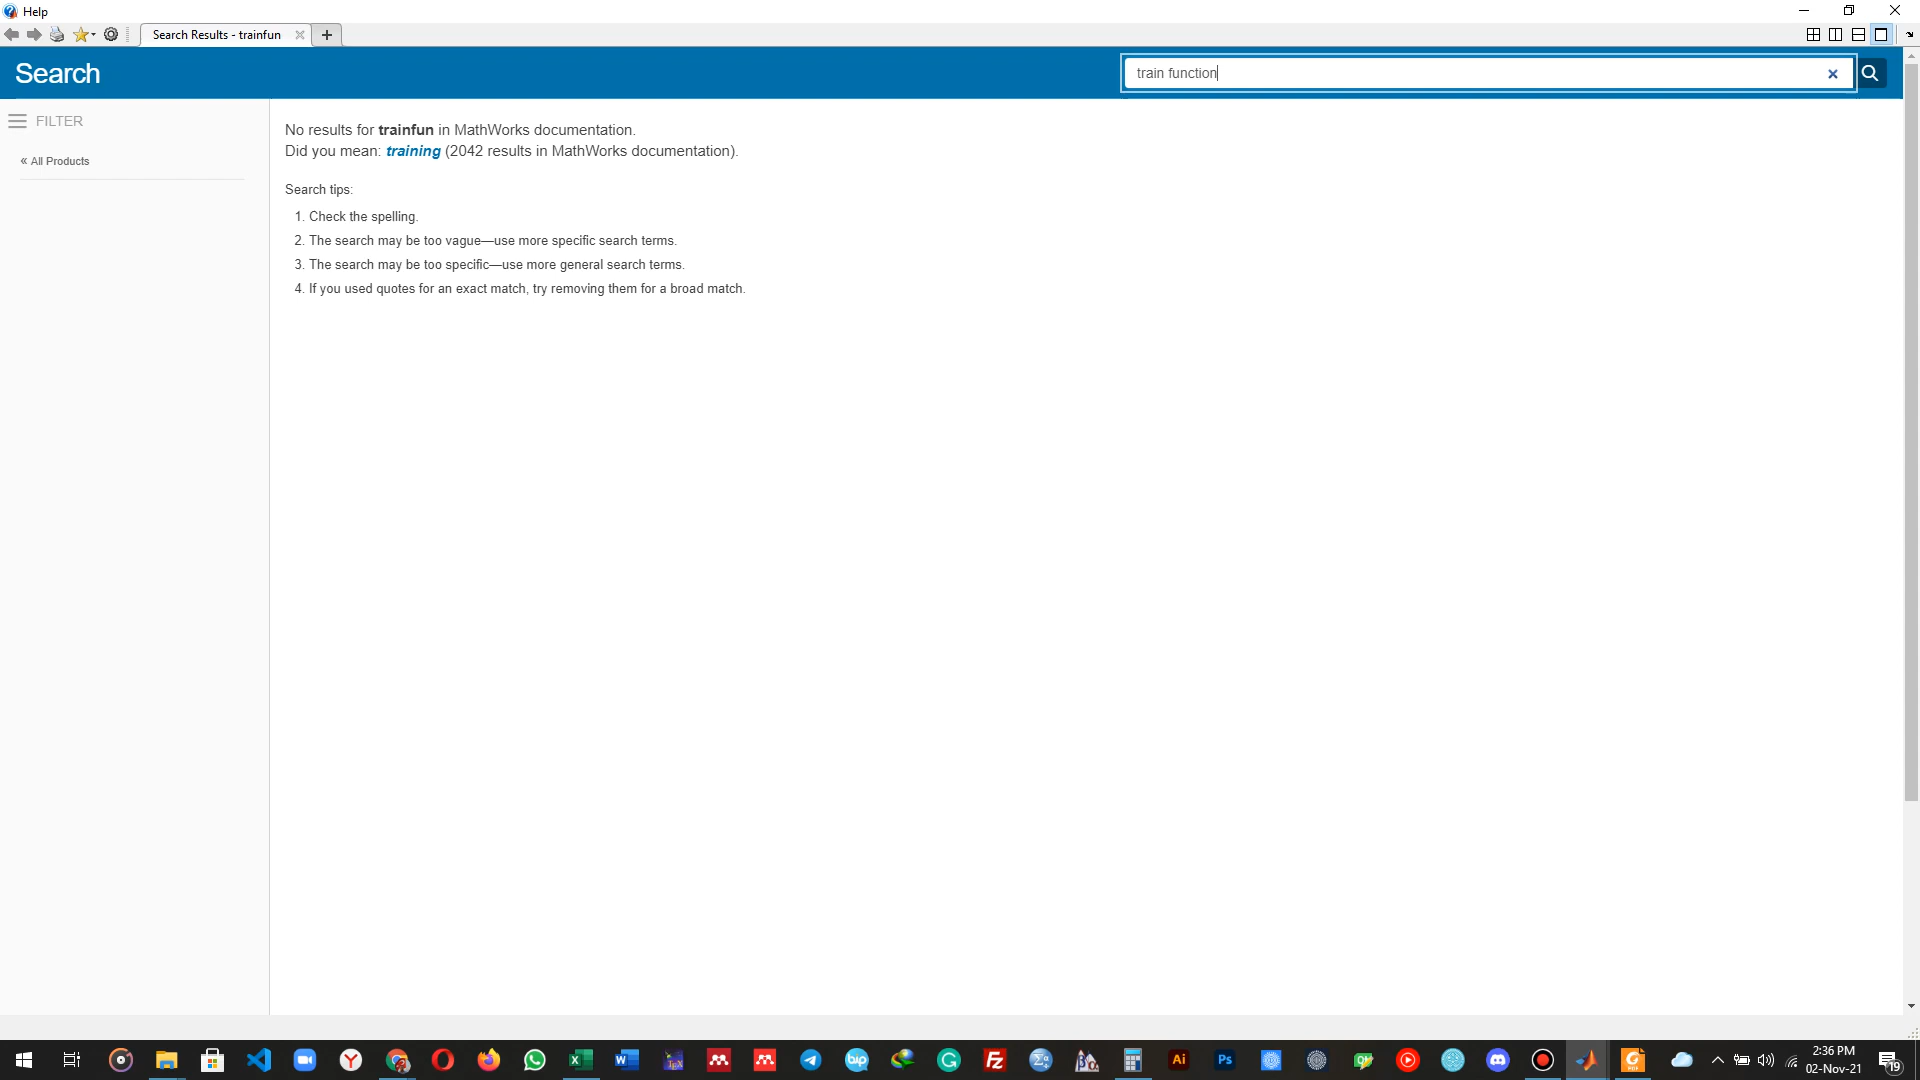 Help
Search Results - trainfun
Search
train function
FILTER
« All Products
No results for trainfun in MathWorks documentation.
Did you mean: training (2042 results in MathWorks documentation).
Search tips:
1. Check the spelling.
2. The search may be too vague—use more specific search terms.
3. The search may be too specific—use more general search terms.
4. If you used quotes for an exact match, try removing them for a broad match.
2:36 PM
02-Nov-21
19